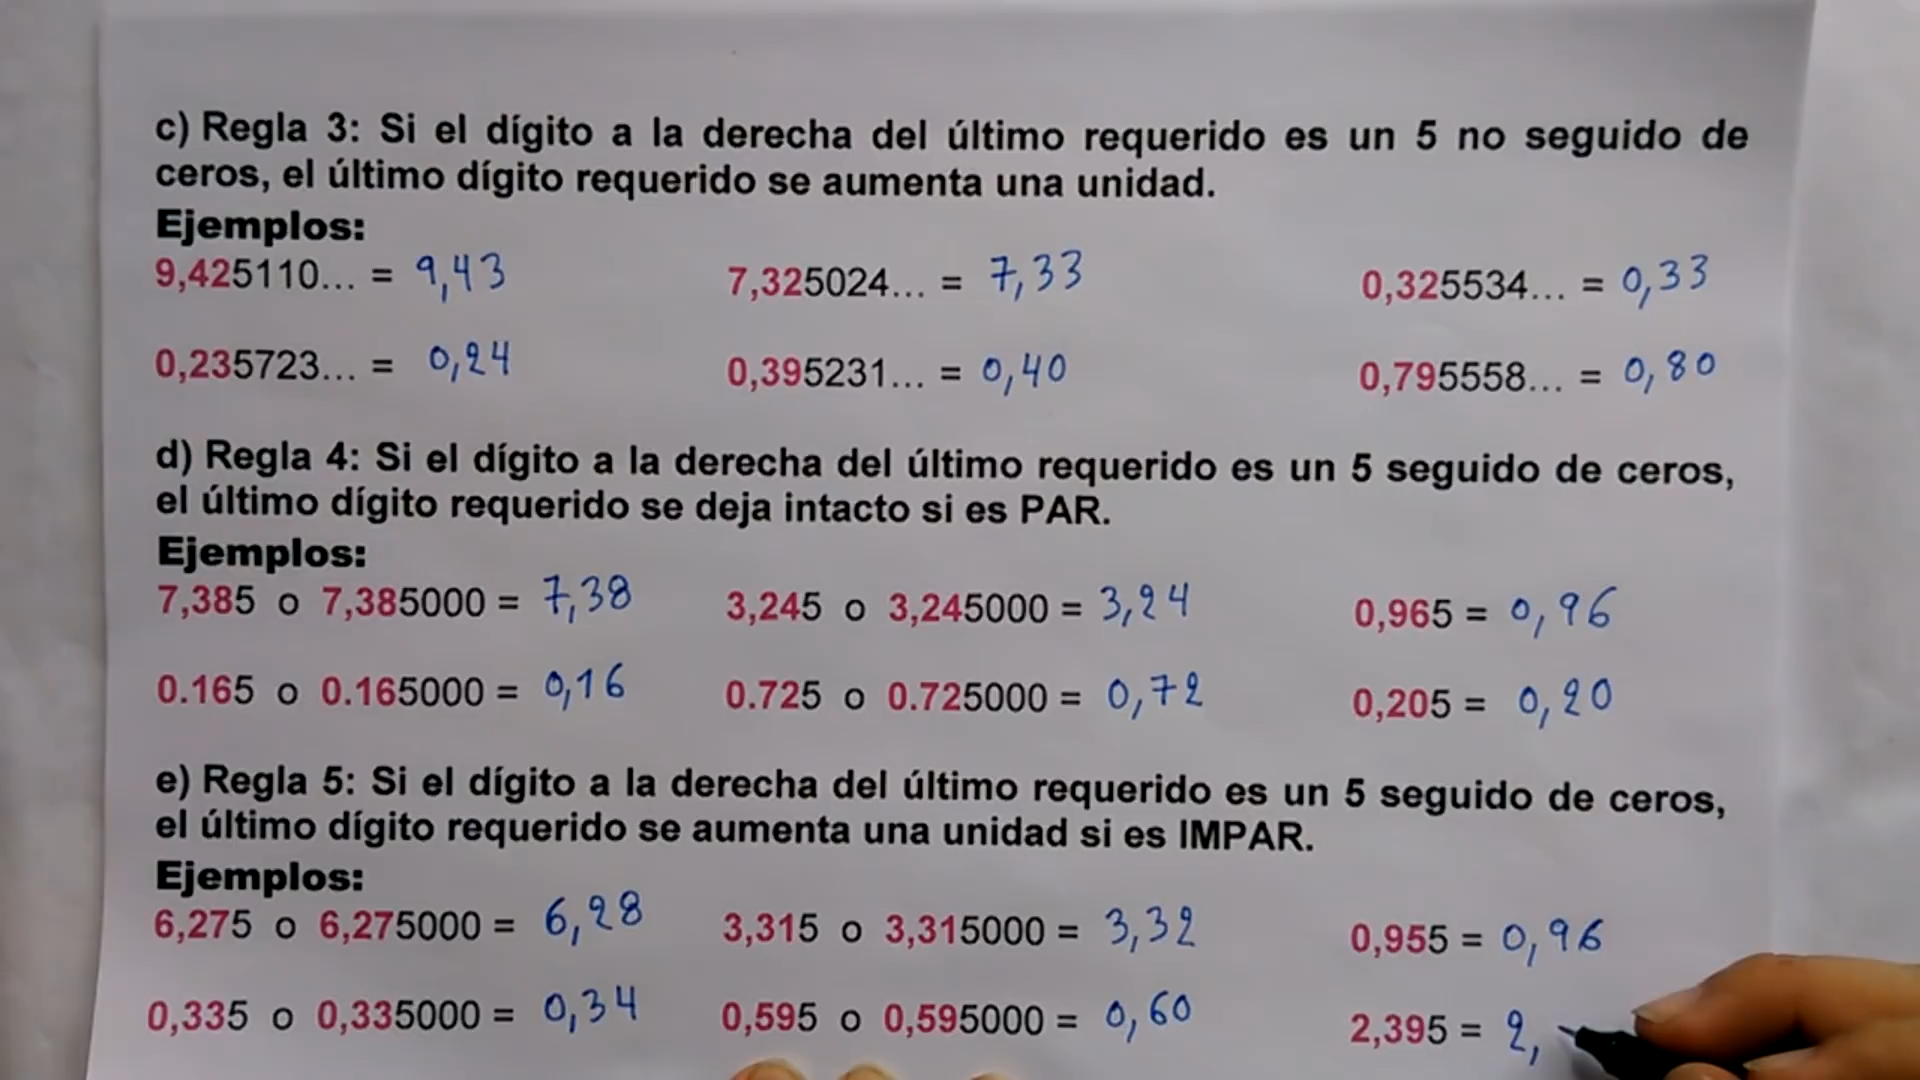 c) Regla 3: Si el dígito a la derecha del último requerido es un 5 no seguido de
ceros, el último dígito requerido se aumenta una unidad.
Ejemplos:
9,425110... = 9,43 7,325024... = 7,33 0,325534... = 0,33
0,235723... = 0,24 0,395231... = 0,40 0,795558... = 0,80
d) Regla 4: Si el dígito a la derecha del último requerido es un 5 seguido de ceros,
el último dígito requerido se deja intacto si es PAR.
Ejemplos:
7,385 o 7,385000 = 7,38 3,245 o 3,245000 = 3,24 0,965 = 0,96
0.165 o 0.165000 = 0,16 0.725 o 0.725000 = 0,72 0,205 = 0,20
e) Regla 5: Si el dígito a la derecha del último requerido es un 5 seguido de ceros,
el último dígito requerido se aumenta una unidad si es IMPAR.
Ejemplos:
6,275 o 6,275000 = 6,28 3,315 o 3,315000 = 3,32 0,955 = 0,96
0,335 o 0,335000 = 0,34 0,595 o 0,595000 = 0,60 2,395 = 2,